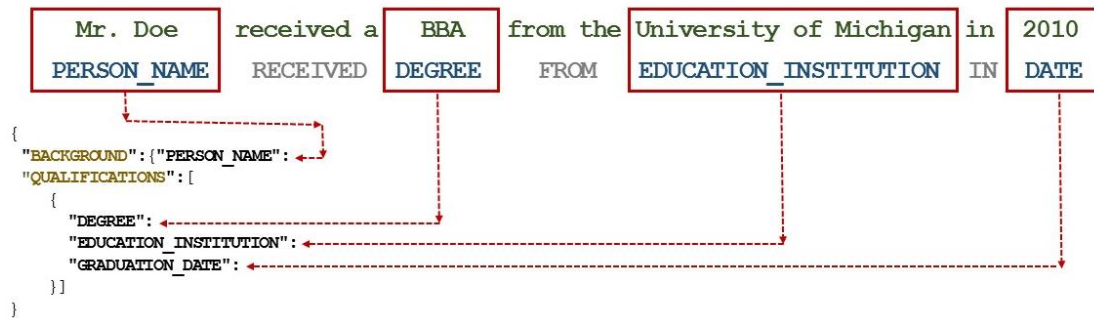 Mr. Doe received a BBA from the University of Michigan in 2010
PERSON_NAME RECEIVED DEGREE FROM EDUCATION_INSTITUTION IN DATE
{
"BACKGROUND":{"PERSON_NAME":
"QUALIFICATIONS":[
{
"DEGREE":
"EDUCATION_INSTITUTION":
"GRADUATION_DATE":
}]
}